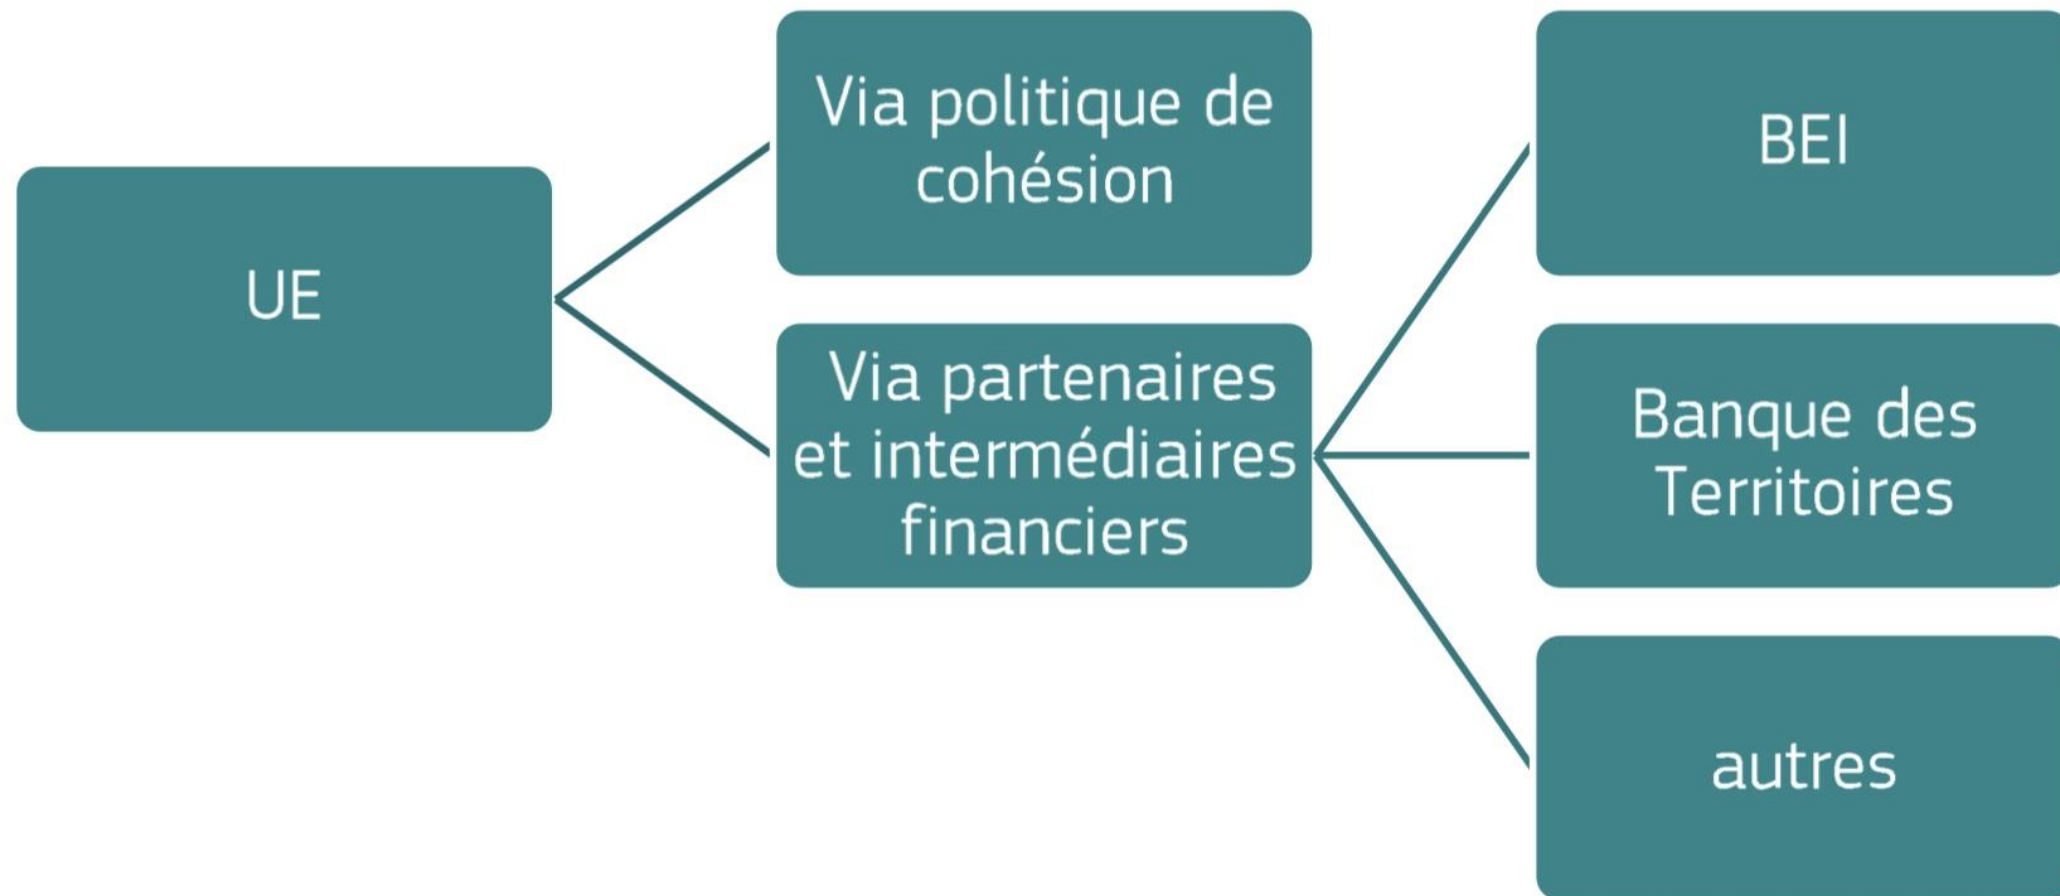 UE
Via politique de
cohésion
Via partenaires
et intermédiaires
financiers
BEI
Banque des
Territoires
autres